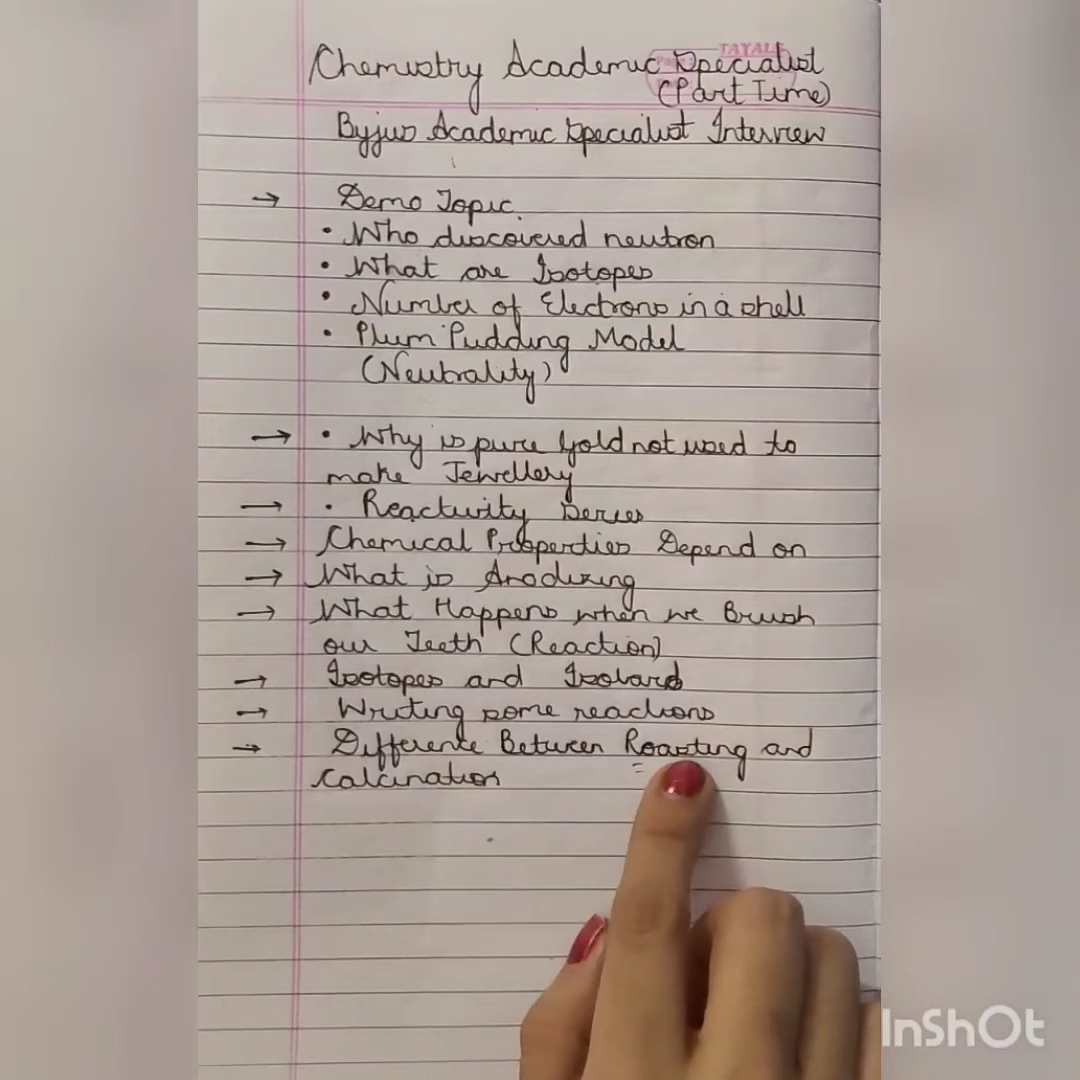 TAYAL
Chemistry Academic Specialist
(Part Time)
Byjus Academic Specialist Interview
→ Demo Topic.
• Who discovered neutron
• What are Isotopes
• Number of Electrons in a shell
• Plum Pudding Model
(Neutrality)
→ • Why is pure Gold not used to
make Jewellery
→ • Reactivity Series
→ Chemical Properties Depend on
→ What is Anodizing
→ What Happens when we Brush
our Teeth (Reaction)
→ Isotopes and Isobars
→ Writing some reactions
→ Difference Between Roasting and
Calcination
InShOt